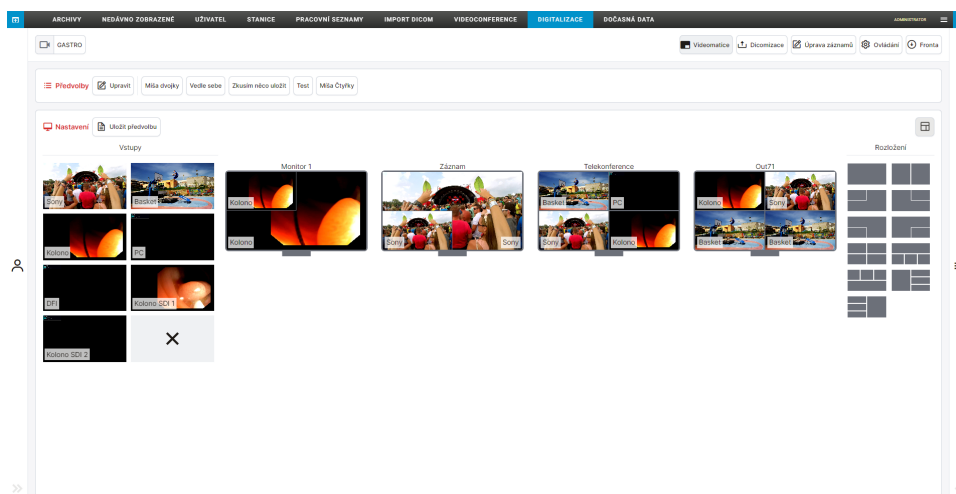 ARCHIVY NEDÁVNO ZOBRAZENÉ UŽIVATEL STANICE PRACOVNÍ SEZNAMY IMPORT DICOM VIDEOCONFERENCE DIGITALIZACE DOČASNÁ DATA ADMINISTRATOR
GASTRO Videomatice Dicomizace Úprava záznamů Ovládání Fronta
Předvolby Upravit Míša dvojky Vedle sebe Zkusím něco uložit Test Míša Čtyřky
Nastavení Uložit předvolbu
Vstupy Rozložení
Monitor 1 Záznam Telekonference Out71
Sony Basket Kolono Basket PC Kolono Sony
Kolono PC Kolono Sony Sony Sony Kolono Basket Basket
DFI Kolono SDI 1
Kolono SDI 2